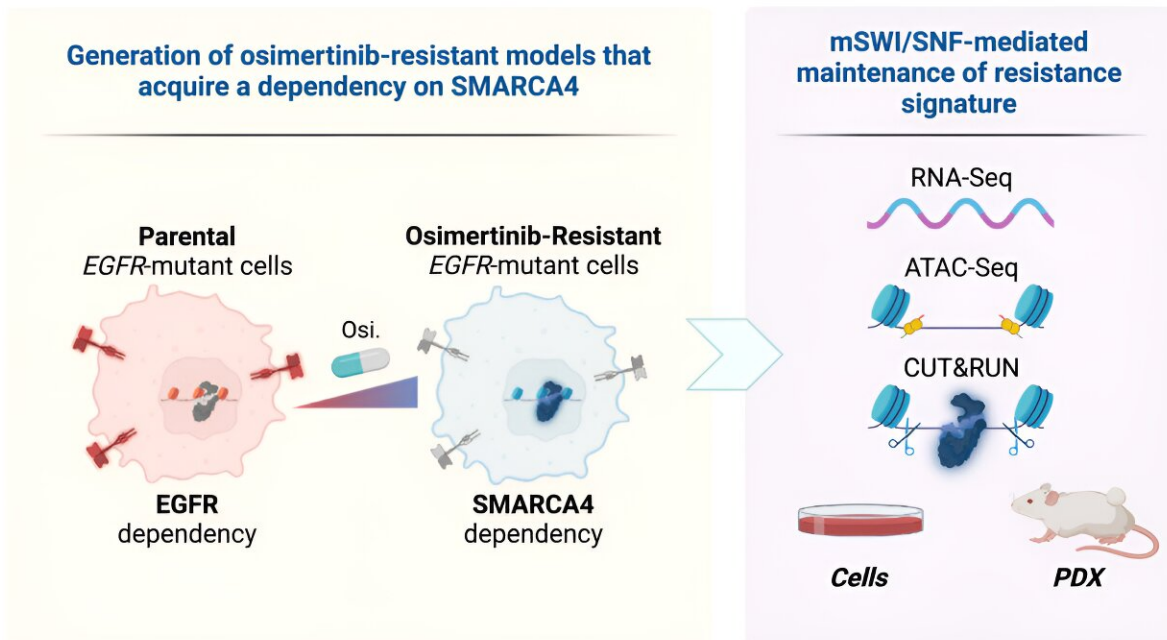 Generation of osimertinib-resistant models that
acquire a dependency on SMARCA4
Parental
EGFR-mutant cells
Osi.
Osimertinib-Resistant
EGFR-mutant cells
EGFR
dependency
SMARCA4
dependency
mSWI/SNF-mediated
maintenance of resistance
signature
RNA-Seq
ATAC-Seq
CUT&RUN
Cells
PDX